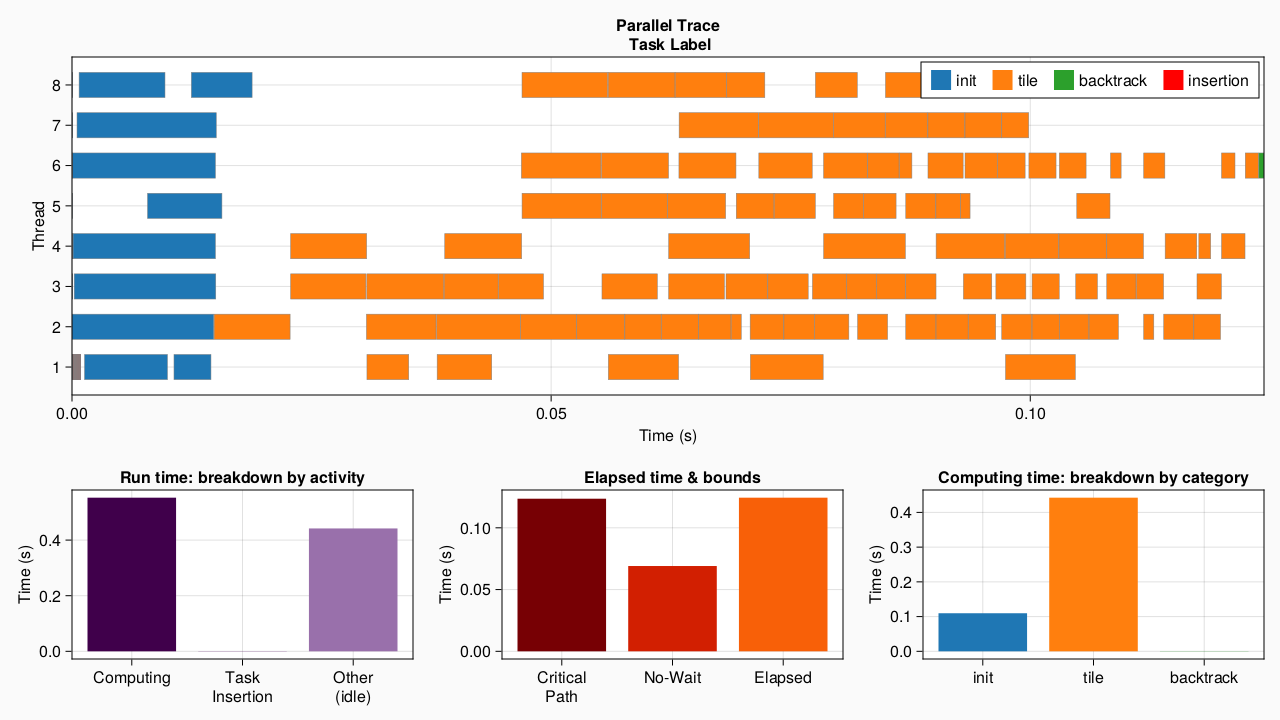 Parallel Trace
Task Label
init tile backtrack insertion
8
7
6
5
4
3
2
1
Thread
0.00 0.05 0.10
Time (s)
Run time: breakdown by activity
Time (s)
0.4
0.2
0.0
Computing Task Insertion Other (idle)
Elapsed time & bounds
Time (s)
0.10
0.05
0.00
Critical Path No-Wait Elapsed
Computing time: breakdown by category
Time (s)
0.4
0.3
0.2
0.1
0.0
init tile backtrack